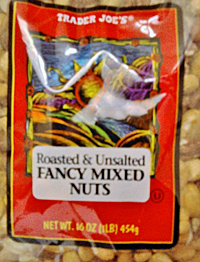 TRADER JOE'S®
Roasted & Unsalted
FANCY MIXED
NUTS
U
NET WT. 16 OZ (1LB) 454g